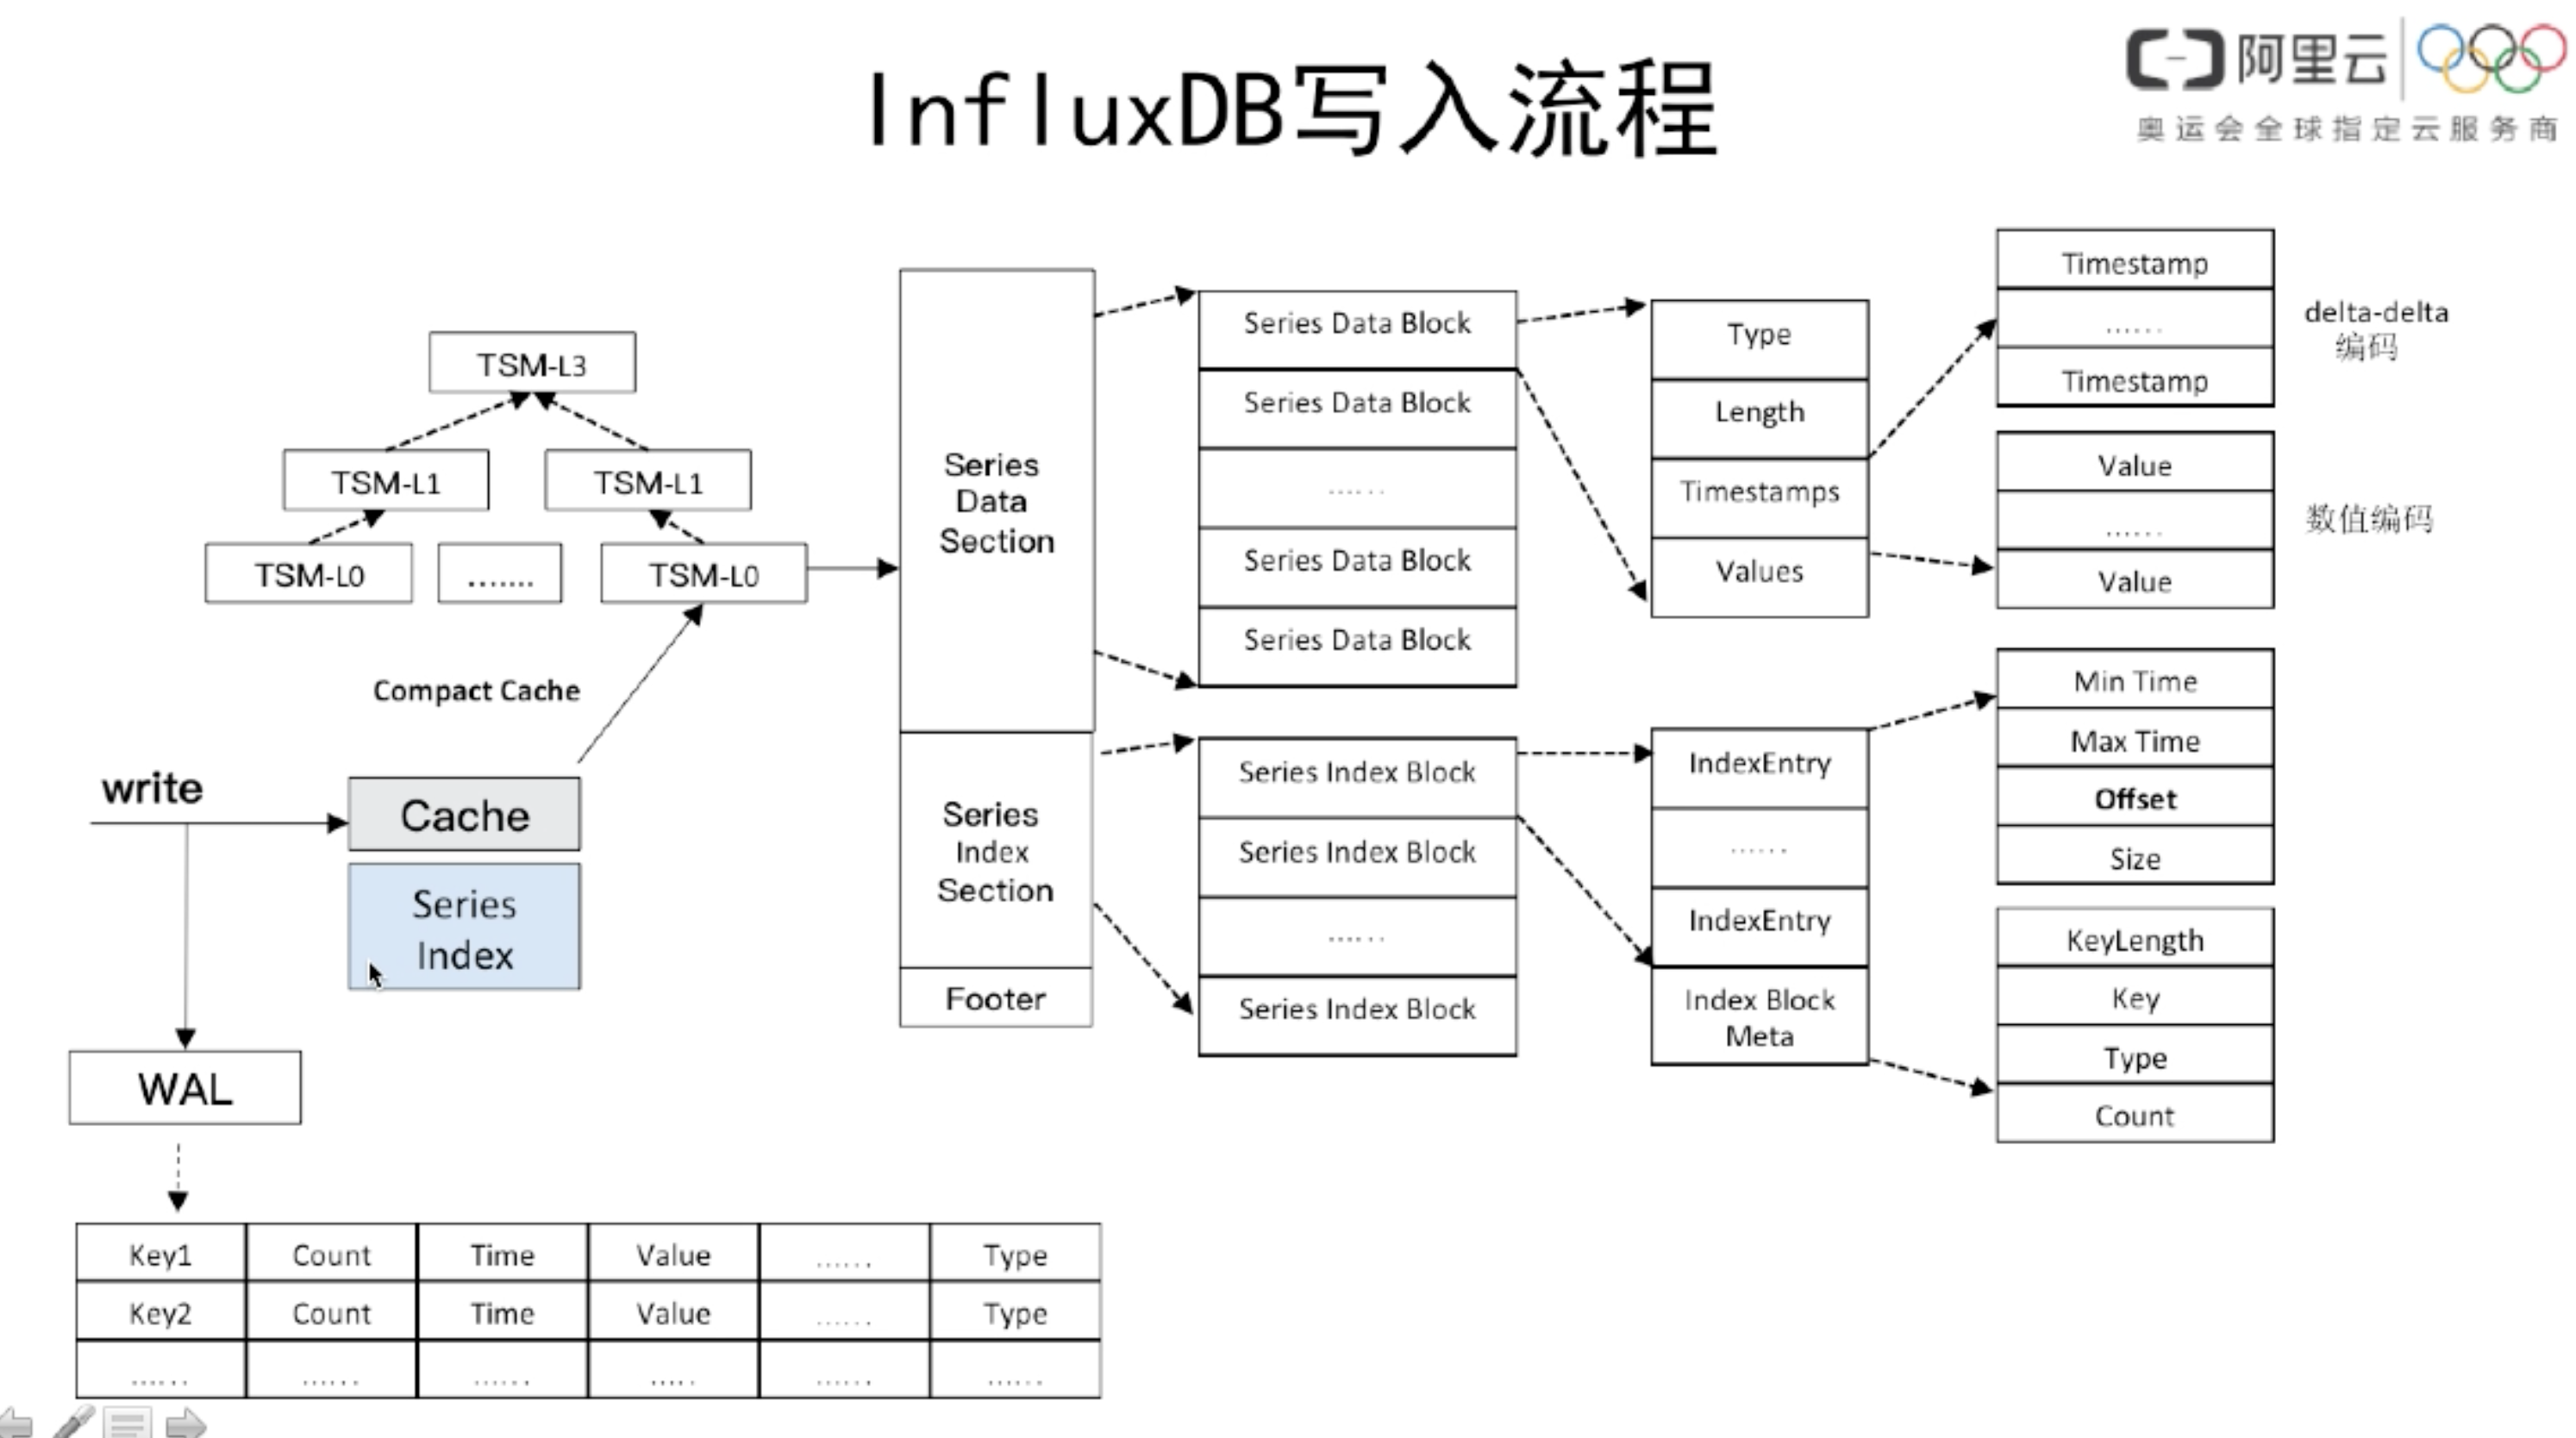 InfluxDB写入流程
阿里云
奥运会全球指定云服务商
TSM-L3
TSM-L1
TSM-L1
TSM-L0
.......
TSM-L0
Compact Cache
write
Cache
Series
Index
WAL
Series
Data
Section
Series
Index
Section
Footer
Series Data Block
Series Data Block
......
Series Data Block
Series Data Block
Series Index Block
Series Index Block
......
Series Index Block
Type
Length
Timestamps
Values
IndexEntry
......
IndexEntry
Index Block
Meta
Timestamp
......
Timestamp
delta-delta
编码
Value
......
Value
数值编码
Min Time
Max Time
Offset
Size
KeyLength
Key
Type
Count
Key1 Count Time Value ...... Type
Key2 Count Time Value ...... Type
...... ...... ...... ..... ...... ......